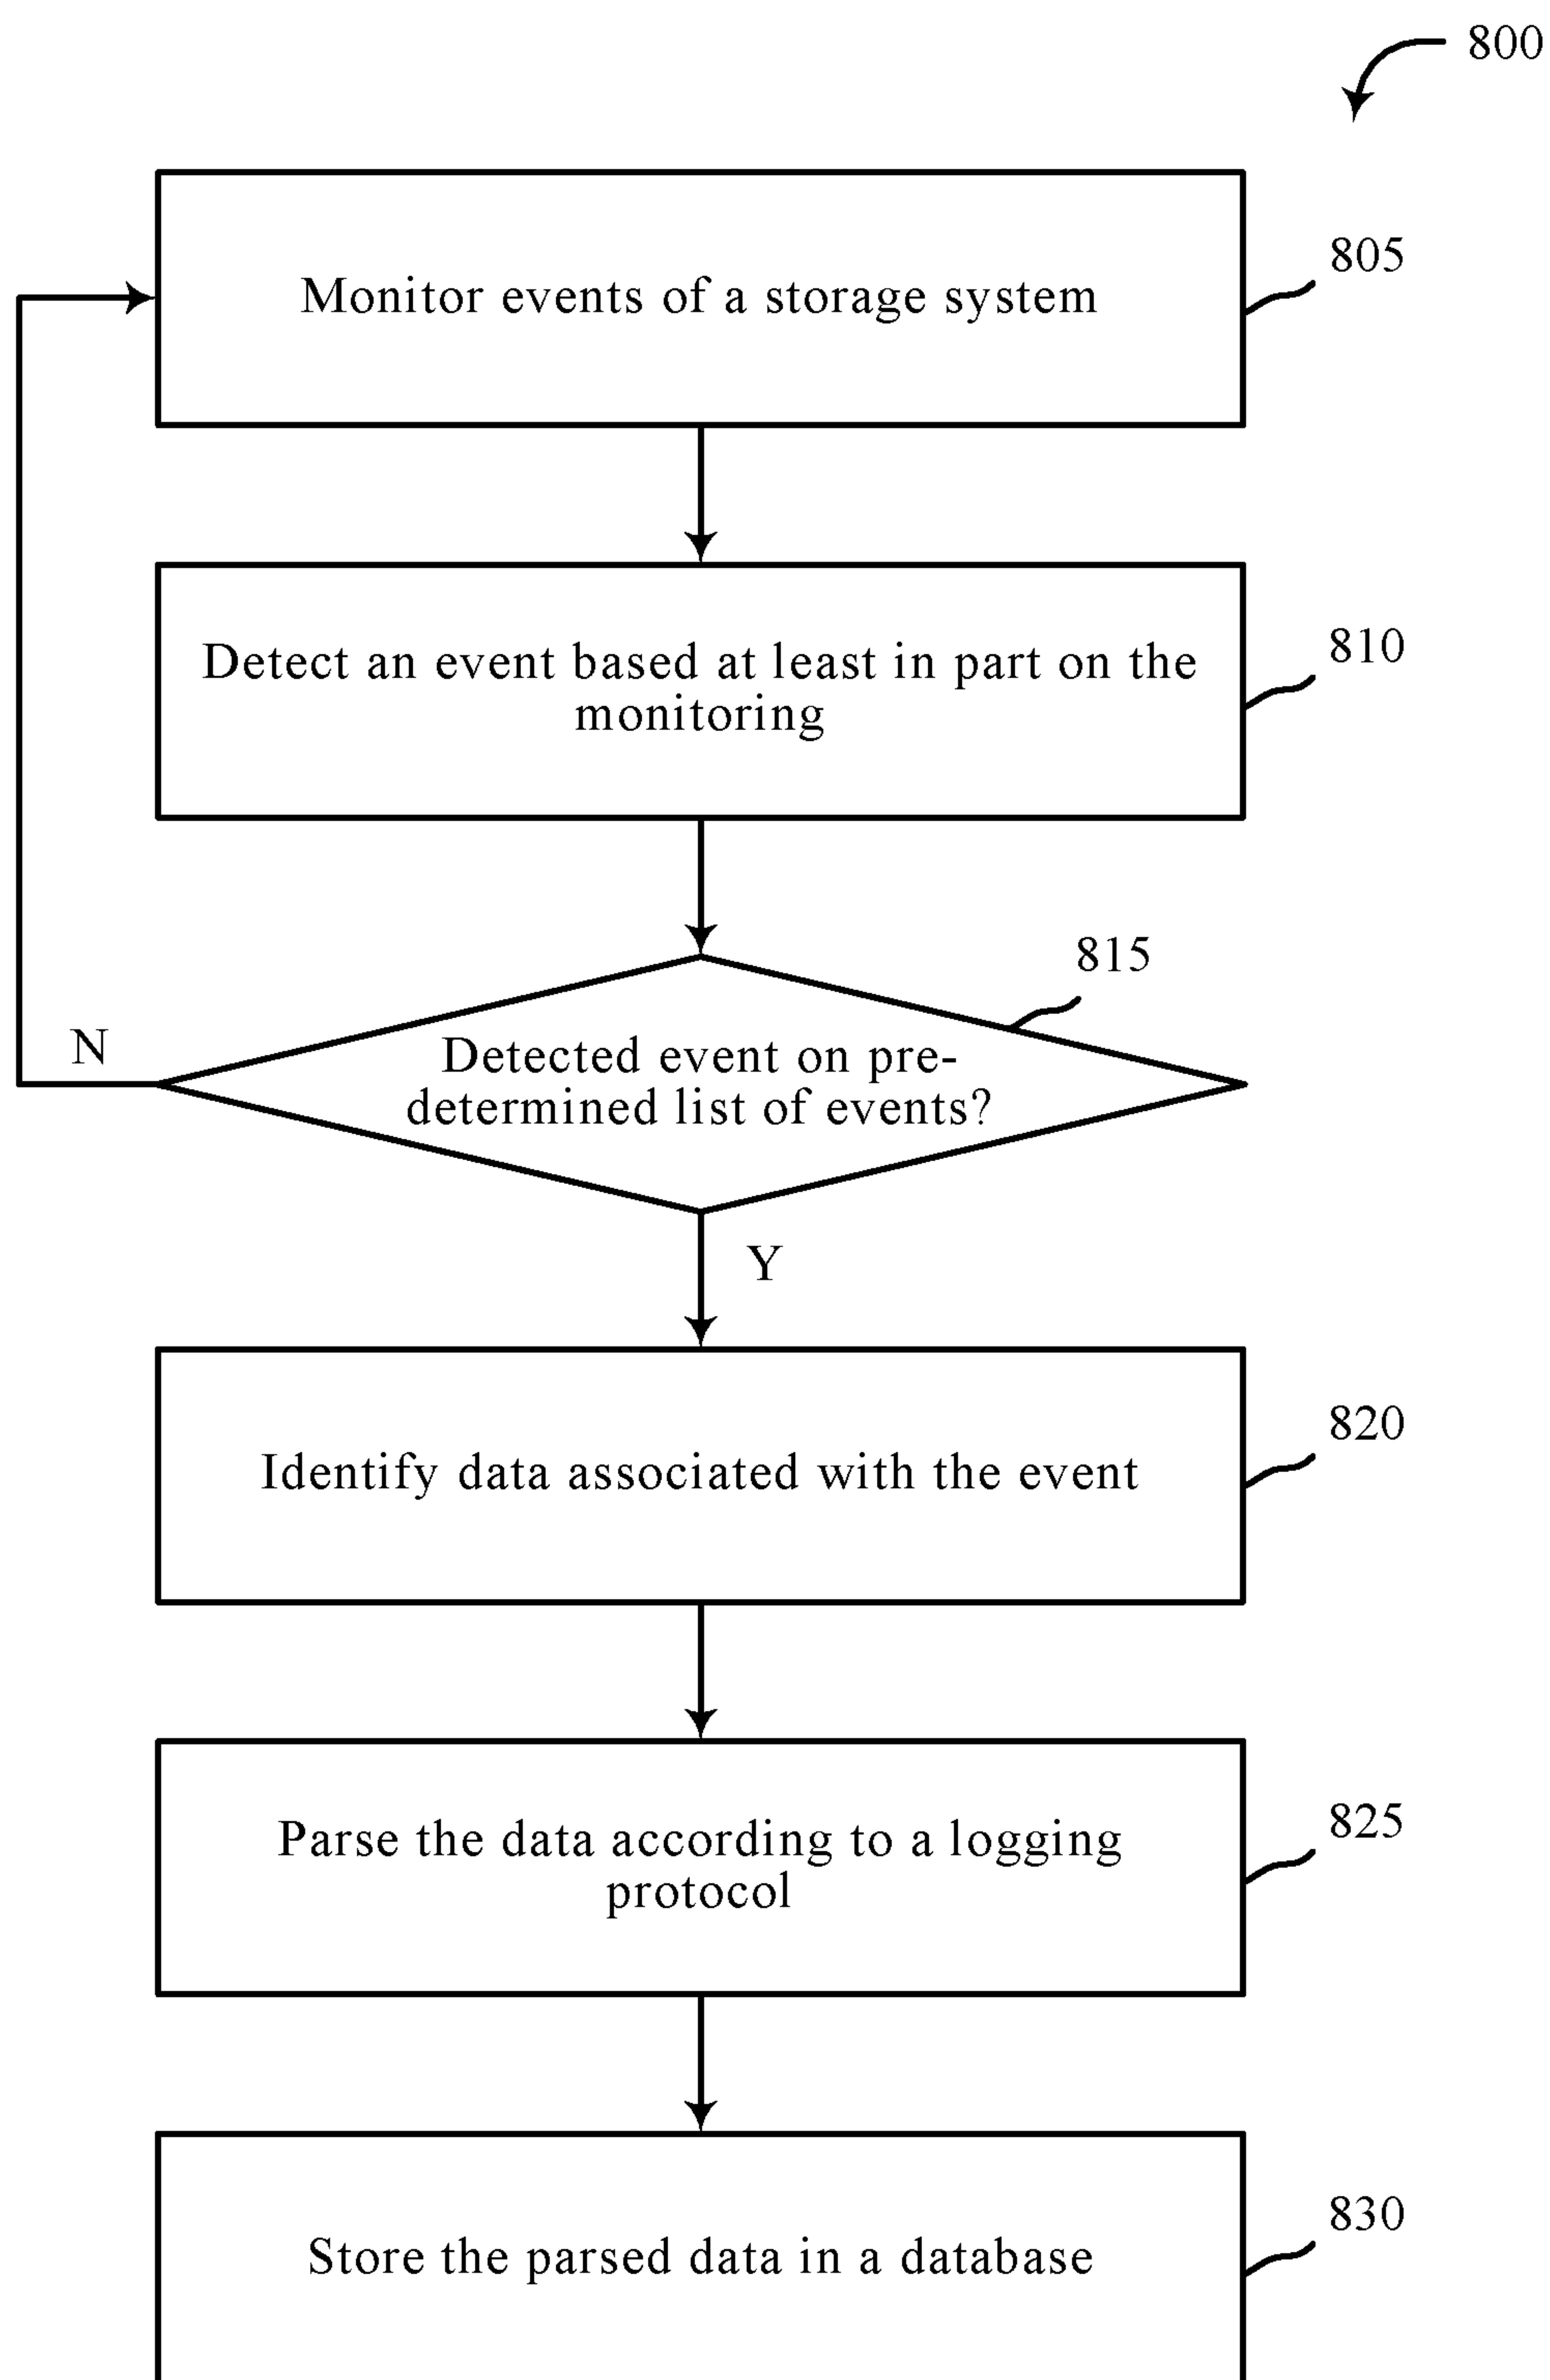 800
Monitor events of a storage system
805
Detect an event based at least in part on the
monitoring
810
815
Detected event on pre-
determined list of events?
N
Y
Identify data associated with the event
820
Parse the data according to a logging
protocol
825
Store the parsed data in a database
830